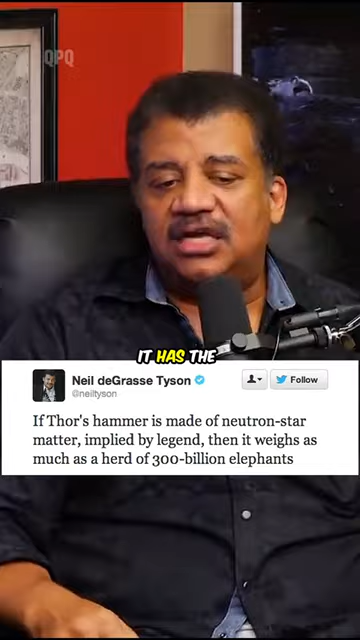 QPQ
IT HAS THE
Neil deGrasse Tyson
@neiltyson
Follow
If Thor's hammer is made of neutron-star
matter, implied by legend, then it weighs as
much as a herd of 300-billion elephants